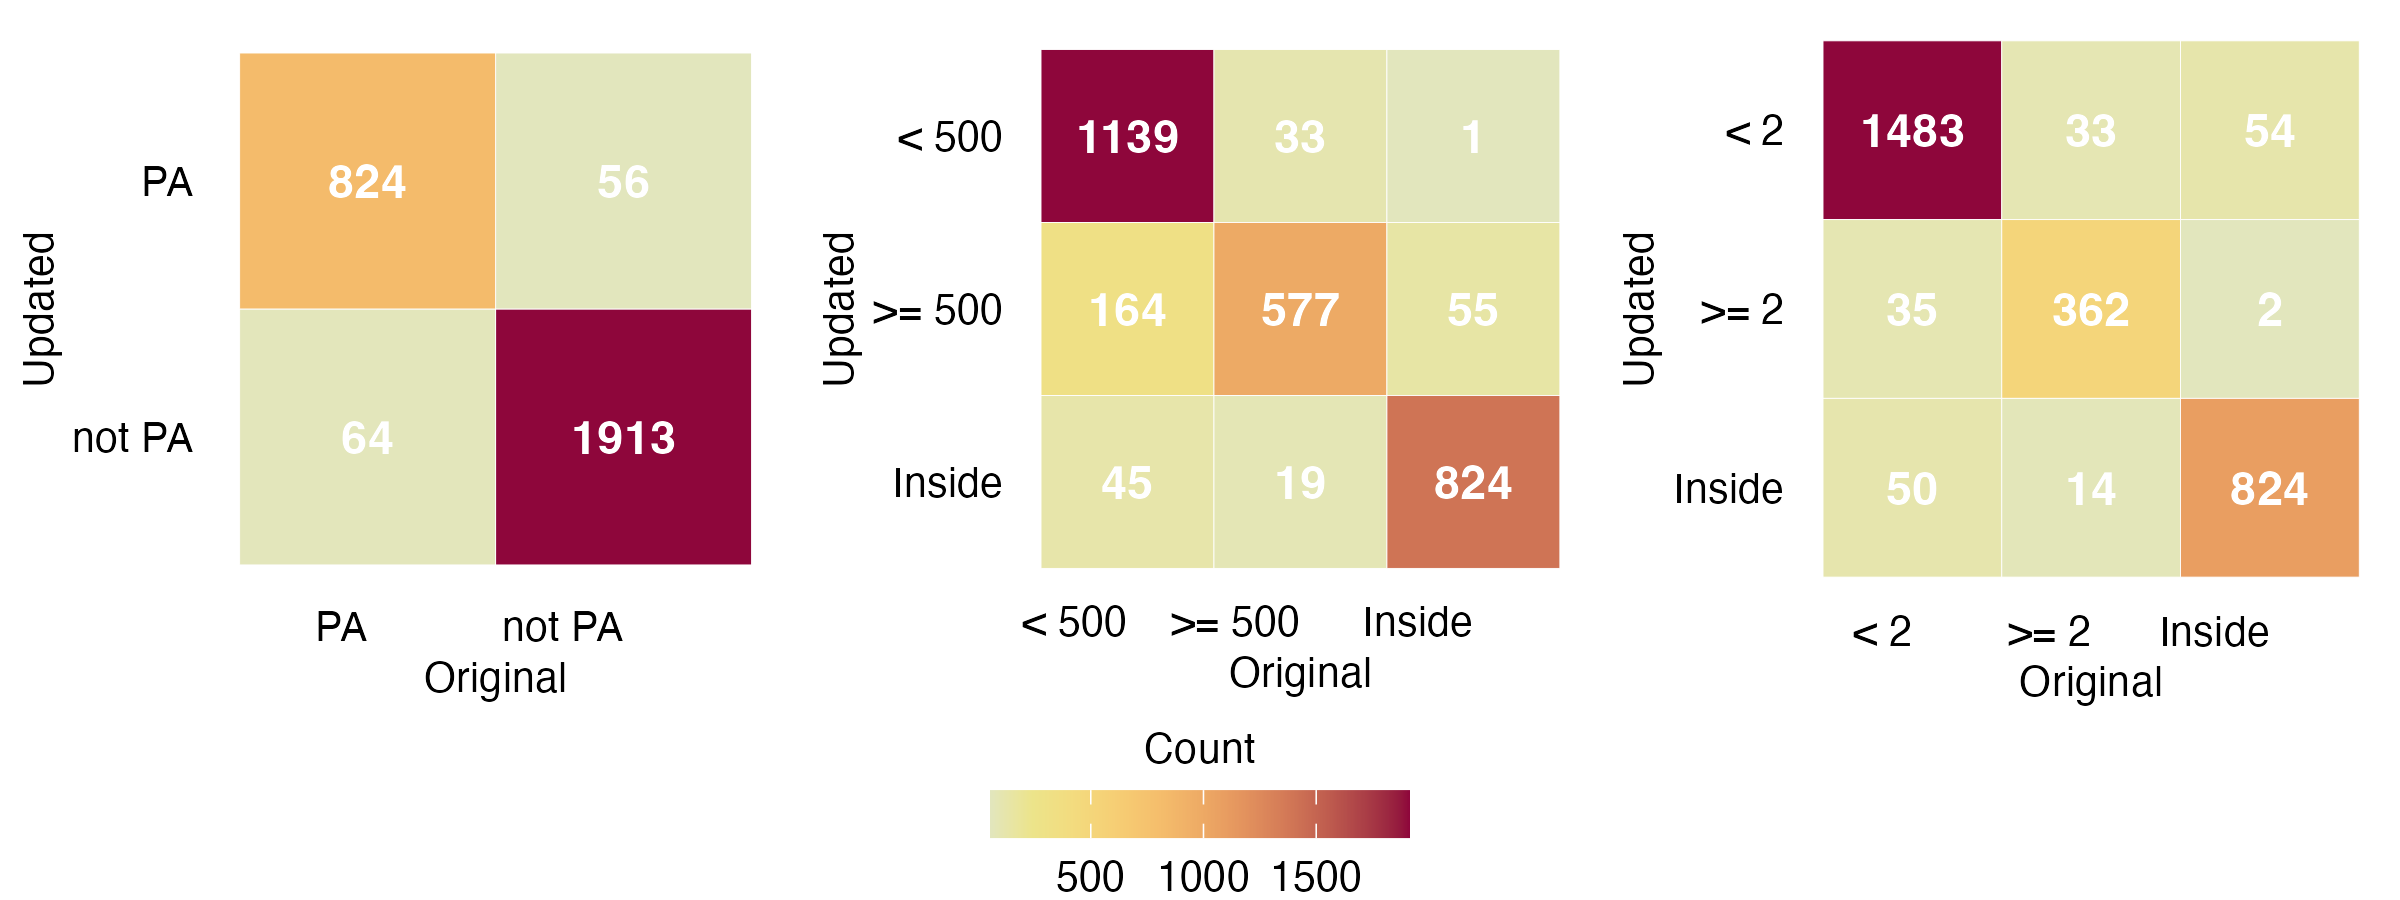 Updated
PA 824 56
not PA 64 1913
PA not PA
Original
Updated
< 500 1139 33 1
>= 500 164 577 55
Inside 45 19 824
< 500 >= 500 Inside
Original
Updated
< 2 1483 33 54
>= 2 35 362 2
Inside 50 14 824
< 2 >= 2 Inside
Original
Count
500 1000 1500